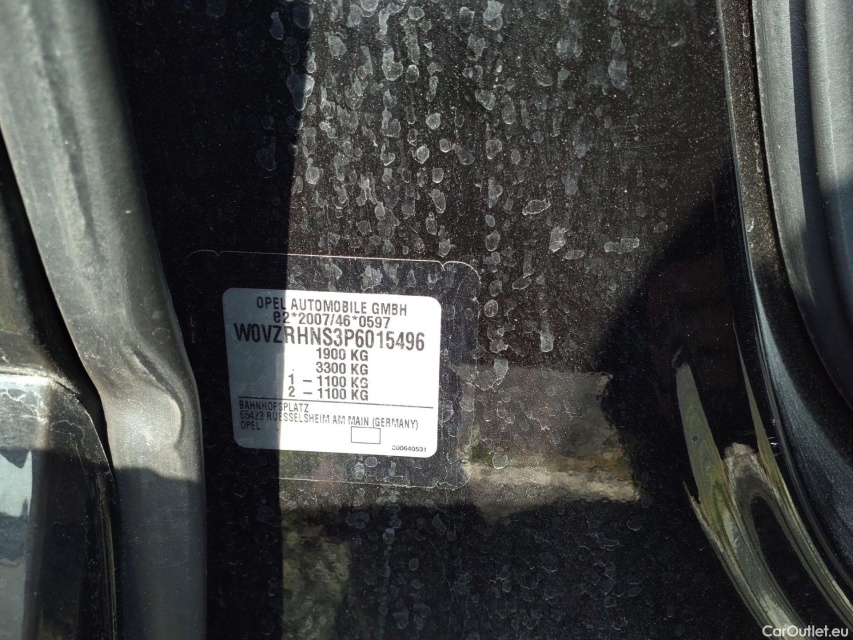 OPEL AUTOMOBILE GMBH
e2*2007/46*0597
W0VZRHNS3P6015496
1900 KG
3300 KG
1 - 1100 KG
2 - 1100 KG
BAHNHOFSPLATZ
65423 RUESSELSHEIM AM MAIN (GERMANY)
OPEL
200640531
CarOutlet.eu